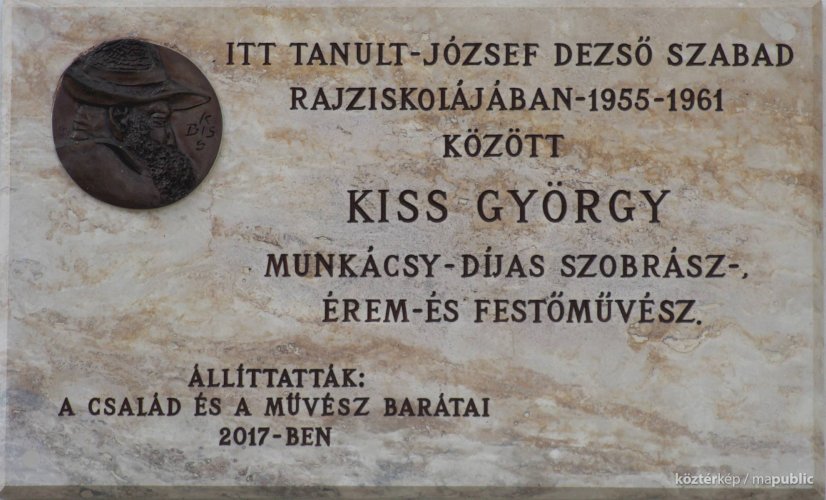 ITT TANULT-JÓZSEF DEZSŐ SZABAD
RAJZISKOLÁJÁBAN-1955-1961
KÖZÖTT
KISS GYÖRGY
MUNKÁCSY-DÍJAS SZOBRÁSZ-,
ÉREM-ÉS FESTŐMŰVÉSZ.
ÁLLÍTTATTÁK:
A CSALÁD ÉS A MŰVÉSZ BARÁTAI
2017-BEN
köztérkép / mapublic